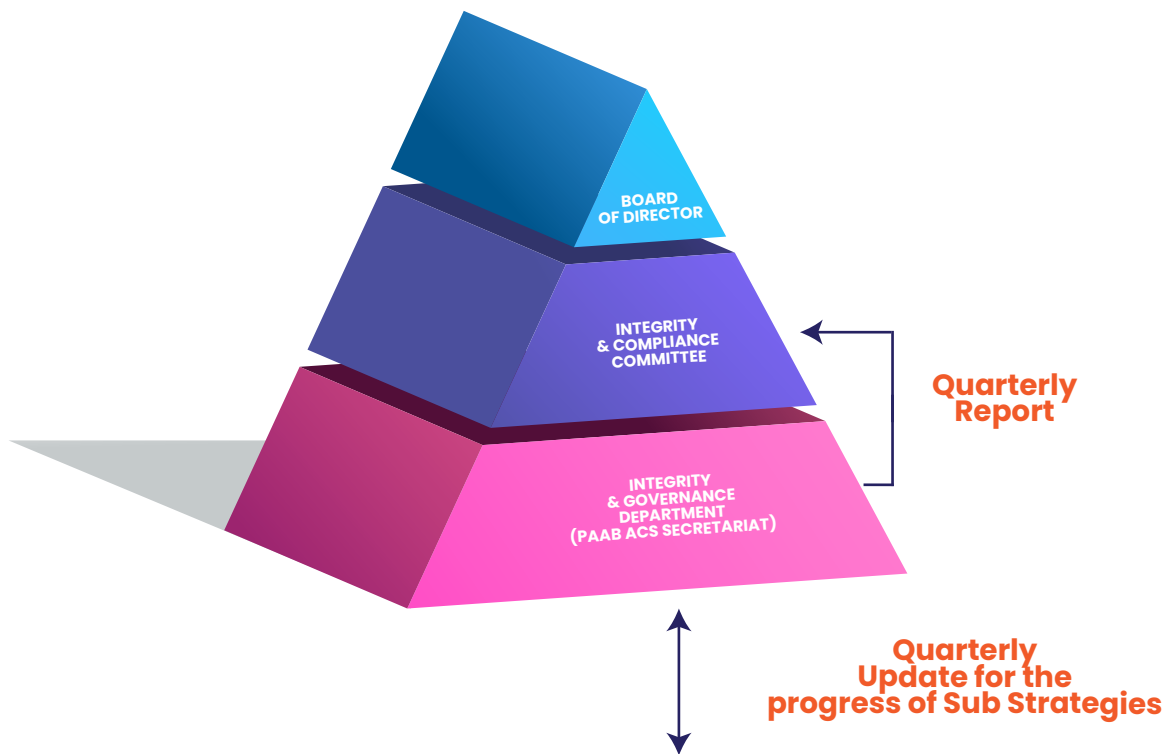 BOARD
OF DIRECTOR
INTEGRITY
& COMPLIANCE
COMMITTEE
Quarterly
Report
INTEGRITY
& GOVERNANCE
DEPARTMENT
(PAAB ACS SECRETARIAT)
Quarterly
Update for the
progress of Sub Strategies